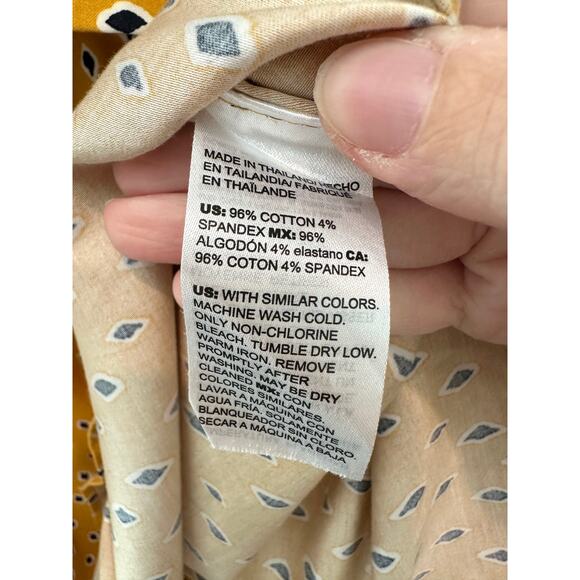 MADE IN THAILAND/ HECHO
EN TAILANDIA/ FABRIQUÉ
EN THAÏLANDE
US: 96% COTTON 4%
SPANDEX MX: 96%
ALGODÓN 4% elastano CA:
96% COTON 4% SPANDEX
US: WITH SIMILAR COLORS.
MACHINE WASH COLD.
ONLY NON-CHLORINE
BLEACH. TUMBLE DRY LOW.
WARM IRON. REMOVE
PROMPTLY AFTER
WASHING. MAY BE DRY
CLEANED MX: CON
COLORES SIMILARES.
LAVAR A MÁQUINA CON
AGUA FRÍA. SOLAMENTE
BLANQUEADOR SIN CLORO.
SECAR A MÁQUINA A BAJA